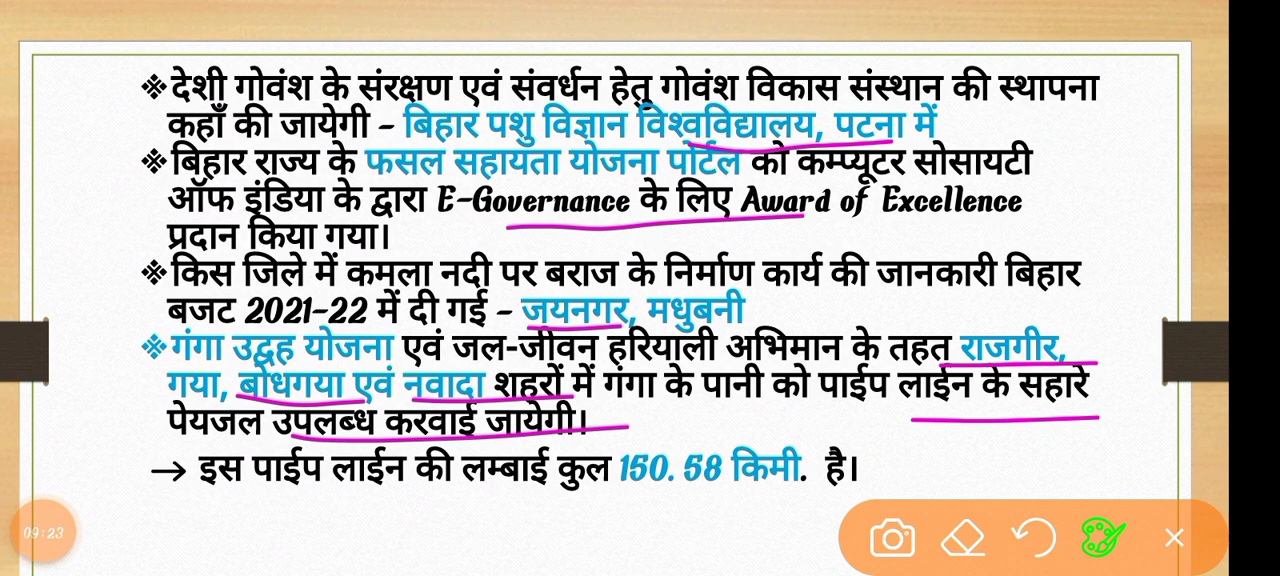 ❖देशी गोवंश के संरक्षण एवं संवर्धन हेतु गोवंश विकास संस्थान की स्थापना
कहाँ की जायेगी – बिहार पशु विज्ञान विश्वविद्यालय, पटना में
❖बिहार राज्य के फसल सहायता योजना पोर्टल को कम्प्यूटर सोसायटी
ऑफ इंडिया के द्वारा E-Governance के लिए Award of Excellence
प्रदान किया गया।
❖किस जिले में कमला नदी पर बराज के निर्माण कार्य की जानकारी बिहार
बजट 2021-22 में दी गई – जयनगर, मधुबनी
❖गंगा उद्वह योजना एवं जल-जीवन हरियाली अभिमान के तहत राजगीर,
गया, बोधगया एवं नवादा शहरों में गंगा के पानी को पाईप लाईन के सहारे
पेयजल उपलब्ध करवाई जायेगी।
→ इस पाईप लाईन की लम्बाई कुल 150. 58 किमी. है।
09:23